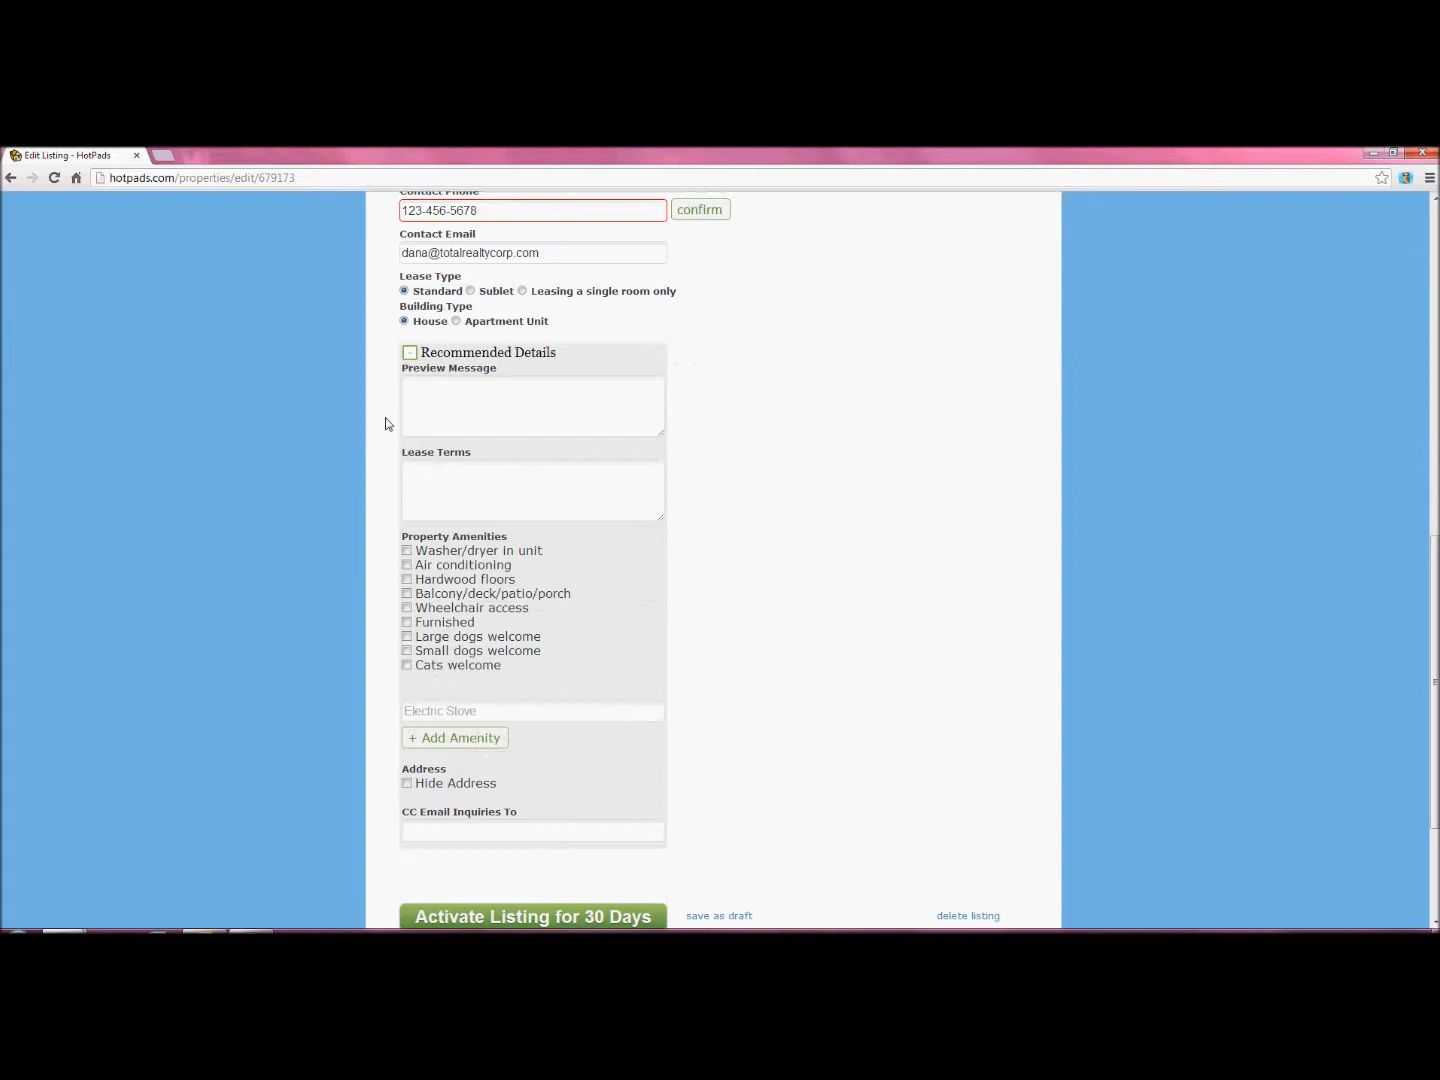 Edit Listing - HotPads
hotpads.com/properties/edit/679173
Contact Phone
123-456-5678
confirm
Contact Email
dana@totalrealtycorp.com
Lease Type
Standard Sublet Leasing a single room only
Building Type
House Apartment Unit
Recommended Details
Preview Message
Lease Terms
Property Amenities
Washer/dryer in unit
Air conditioning
Hardwood floors
Balcony/deck/patio/porch
Wheelchair access
Furnished
Large dogs welcome
Small dogs welcome
Cats welcome
Electric Stove
+ Add Amenity
Address
Hide Address
CC Email Inquiries To
Activate Listing for 30 Days
save as draft
delete listing